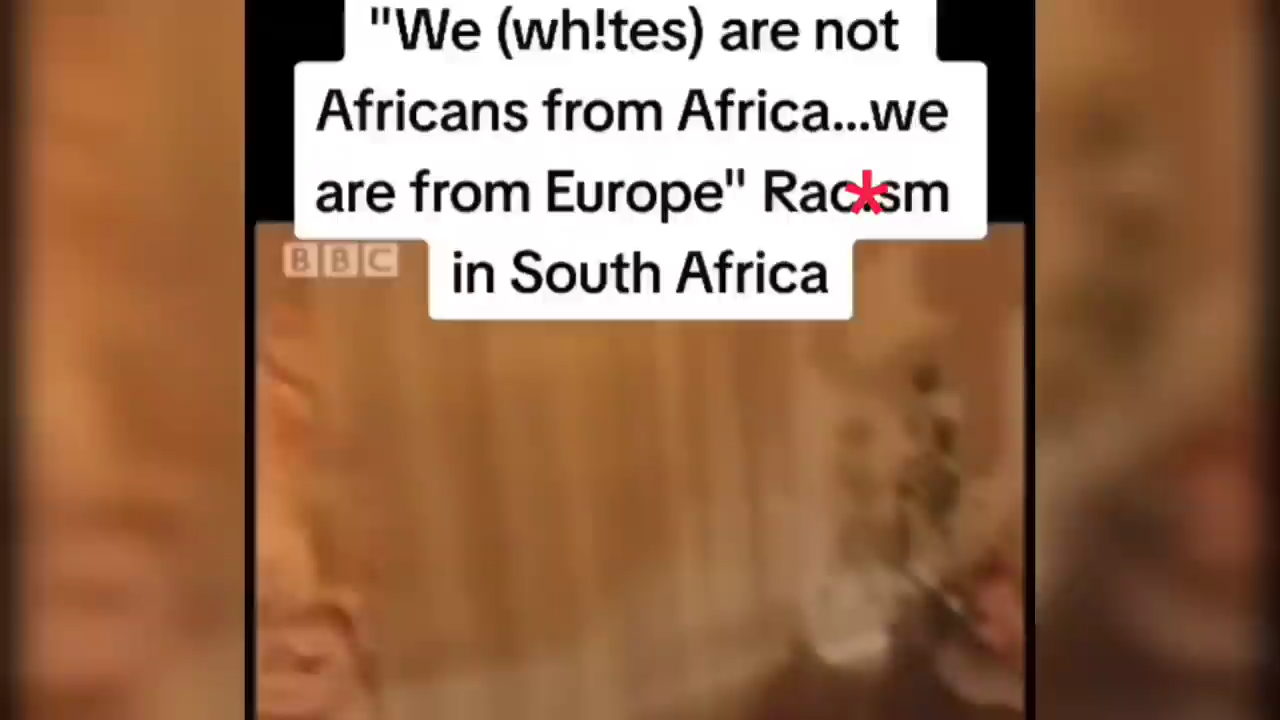 "We (wh!tes) are not
Africans from Africa...we
are from Europe" Rac*sm
in South Africa
BBC